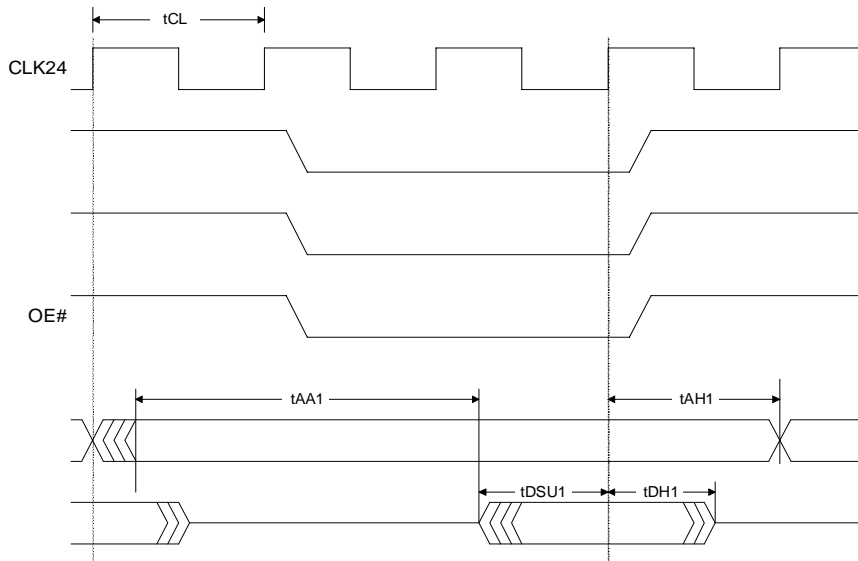 tCL
CLK24
OE#
tAA1
tAH1
tDSU1
tDH1